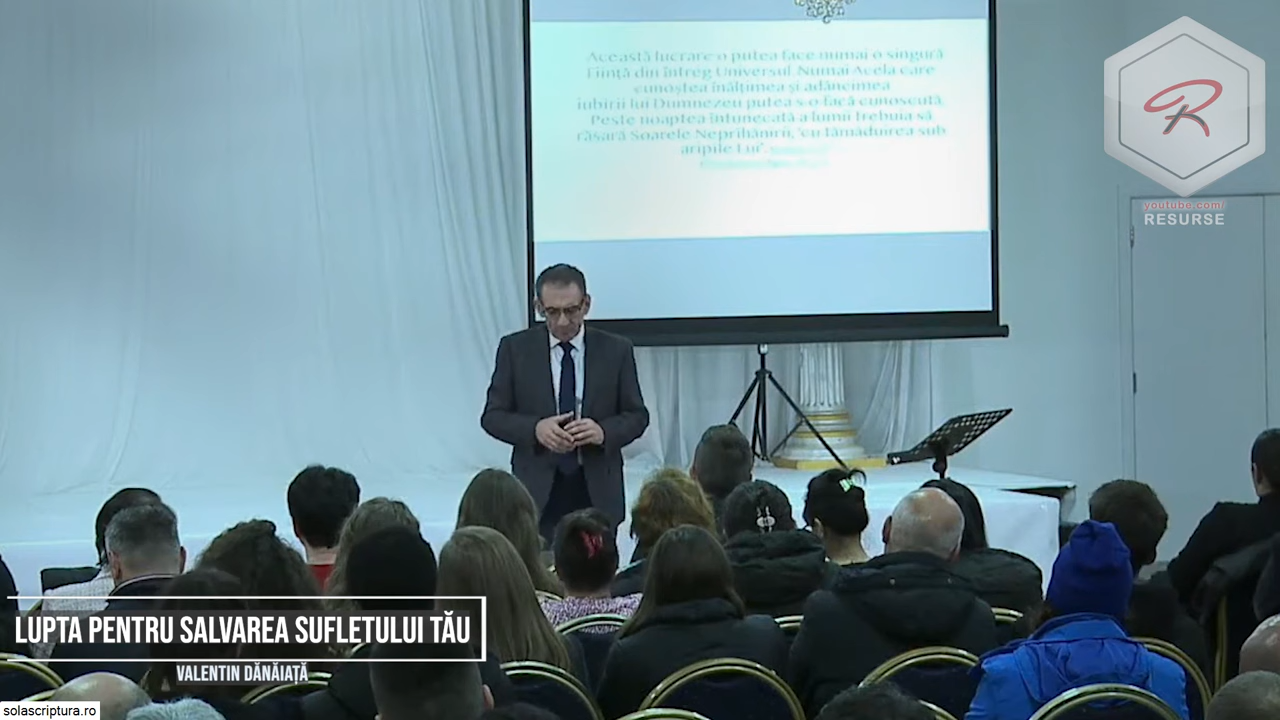 Această lucrare o putea face numai o singură
Ființă din întreg Universul. Numai Acela care
cunoștea înălțimea și adâncimea
iubirii lui Dumnezeu putea s-o facă cunoscută.
Peste noaptea întunecată a lumii trebuia să
răsară Soarele Neprihănirii, "cu tămăduirea sub
aripile Lui".
R
youtube.com/
RESURSE
LUPTA PENTRU SALVAREA SUFLETULUI TĂU
VALENTIN DĂNĂIAȚĂ
solascriptura.ro